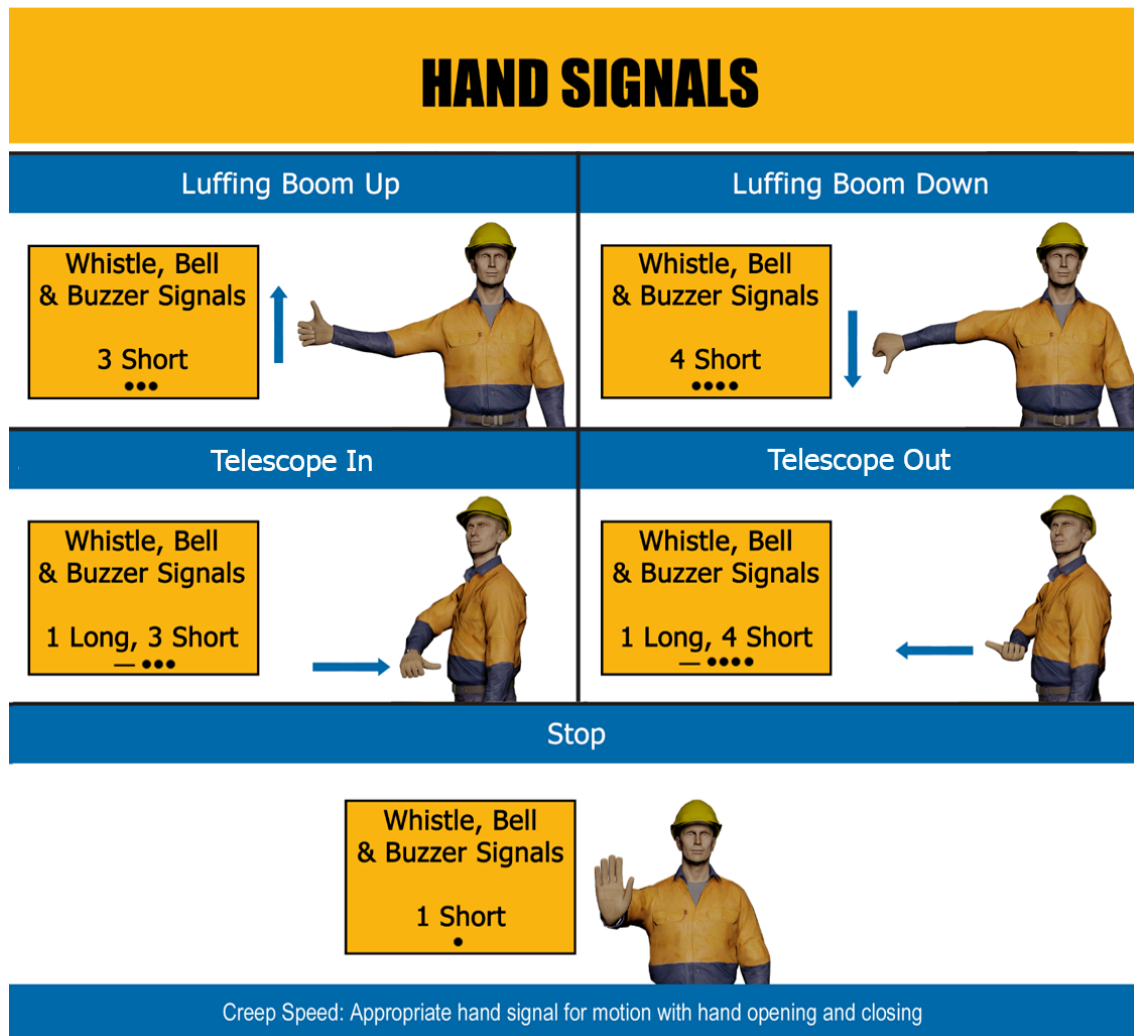 HAND SIGNALS
Luffing Boom Up
Whistle, Bell
& Buzzer Signals
3 Short
Luffing Boom Down
Whistle, Bell
& Buzzer Signals
4 Short
Telescope In
Whistle, Bell
& Buzzer Signals
1 Long, 3 Short
Telescope Out
Whistle, Bell
& Buzzer Signals
1 Long, 4 Short
Stop
Whistle, Bell
& Buzzer Signals
1 Short
Creep Speed: Appropriate hand signal for motion with hand opening and closing